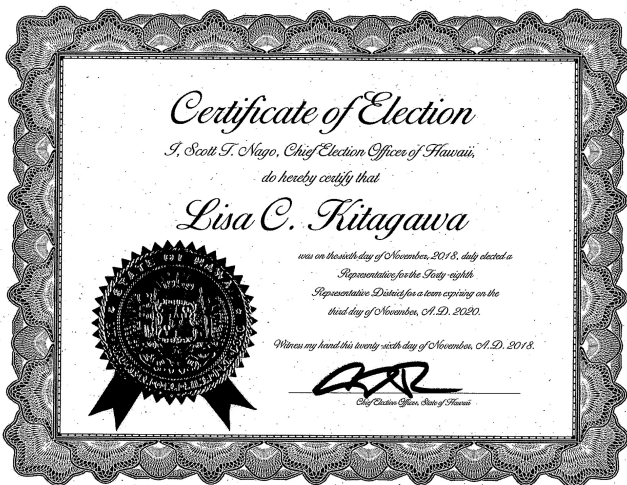 Certificate of Election
I, Scott T. Nago, Chief Election Officer of Hawaii,
do hereby certify that
Lisa C. Kitagawa
was on the sixth day of November, 2018, duly elected a
Representative for the Forty-eighth
Representative District for a term expiring on the
third day of November, A.D. 2020.
Witness my hand this twenty-sixth day of November, A.D. 2018.
Chief Election Officer, State of Hawaii